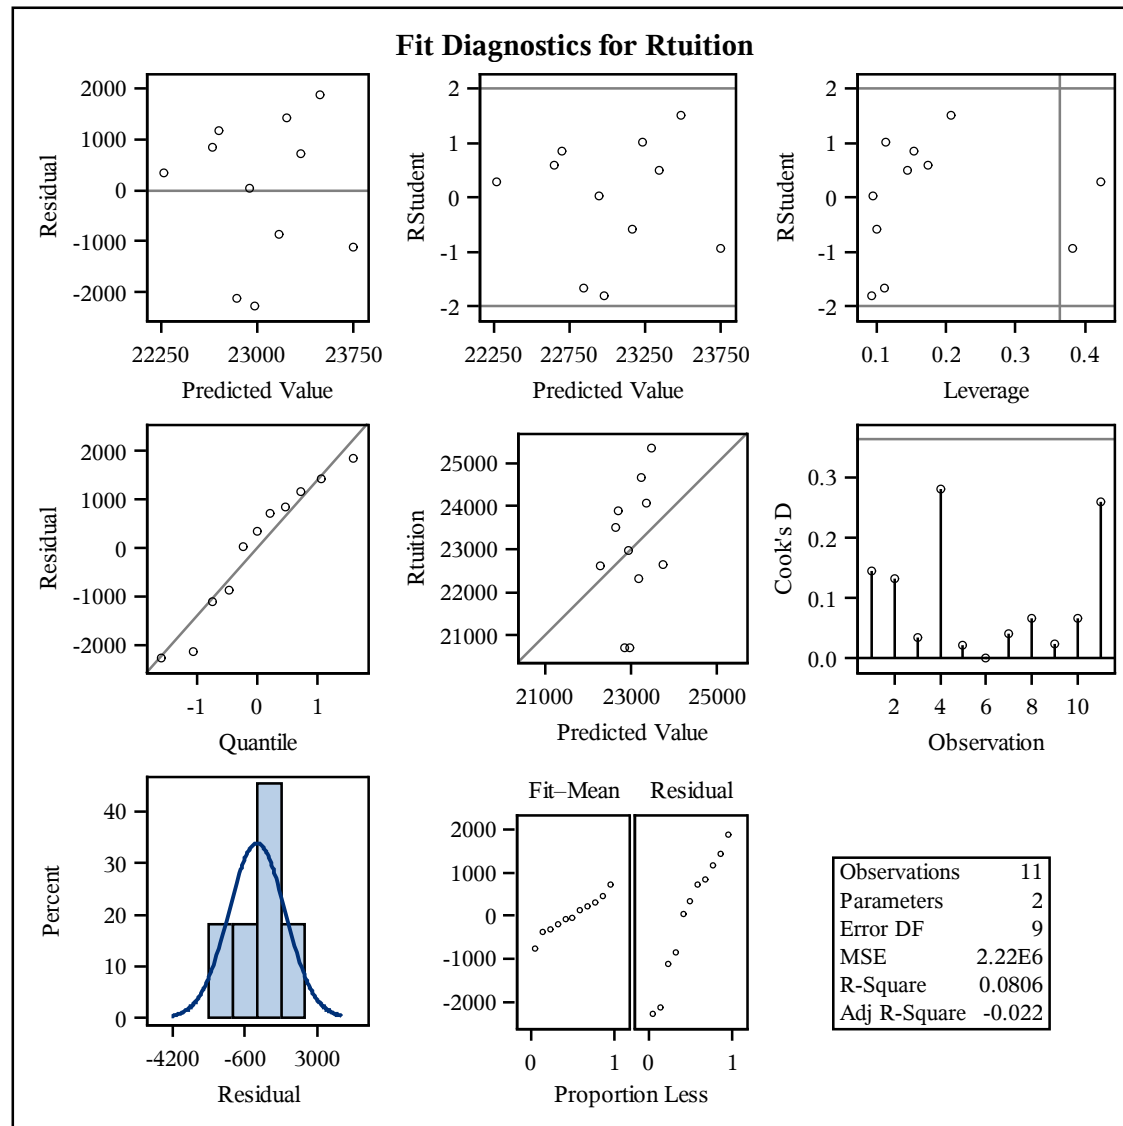 Fit Diagnostics for Rtuition
2000
1000
0
-1000
-2000
Residual
22250 23000 23750
Predicted Value
2
1
0
-1
-2
RStudent
22250 22750 23250 23750
Predicted Value
2
1
0
-1
-2
RStudent
0.1 0.2 0.3 0.4
Leverage
2000
1000
0
-1000
-2000
Residual
-1 0 1
Quantile
25000
24000
23000
22000
21000
Rtuition
21000 23000 25000
Predicted Value
0.3
0.2
0.1
0.0
Cook's D
2 4 6 8 10
Observation
40
30
20
10
0
Percent
-4200 -600 3000
Residual
Fit–Mean Residual
2000
1000
0
-1000
-2000
0 1 0 1
Proportion Less
Observations 11
Parameters 2
Error DF 9
MSE 2.22E6
R-Square 0.0806
Adj R-Square -0.022